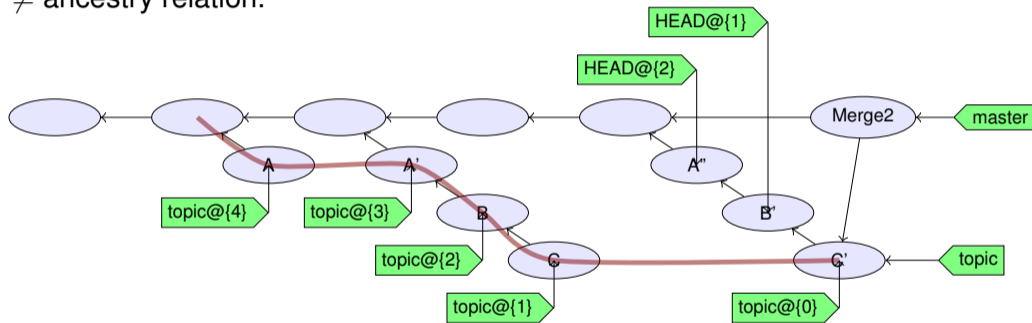 ≠ ancestry relation.
HEAD@{1}
HEAD@{2}
Merge2
master
A
A'
A''
topic@{4}
topic@{3}
B
B'
topic@{2}
C
C'
topic
topic@{1}
topic@{0}